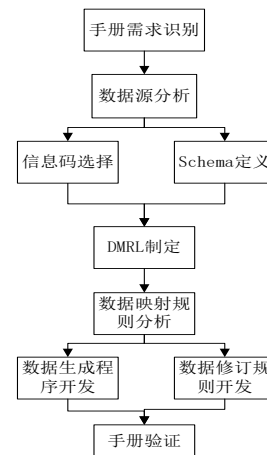 手册需求识别
数据源分析
信息码选择
Schema定义
DMRL制定
数据映射规
则分析
数据生成程
序开发
数据修订规
则开发
手册验证